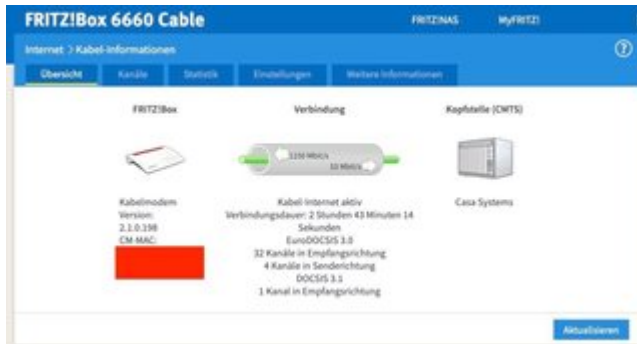 FRITZ!Box 6660 Cable
FRITZ!NAS
MyFRITZ!
Internet > Kabel-Informationen
?
Übersicht
Kanäle
Statistik
Einstellungen
Weitere Informationen
FRITZ!Box
Verbindung
Kopfstelle (CMTS)
Mbit/s
Mbit/s
Kabelmodem
Version:
2.1.0.198
CM-MAC:
Kabel-Internet aktiv
Verbindungsdauer: 2 Stunden 43 Minuten 14
Sekunden
EuroDOCSIS 3.0
32 Kanäle in Empfangsrichtung
4 Kanäle in Senderichtung
DOCSIS
3.1
1 Kanal in Empfangsrichtung
Casa Systems
Aktualisieren